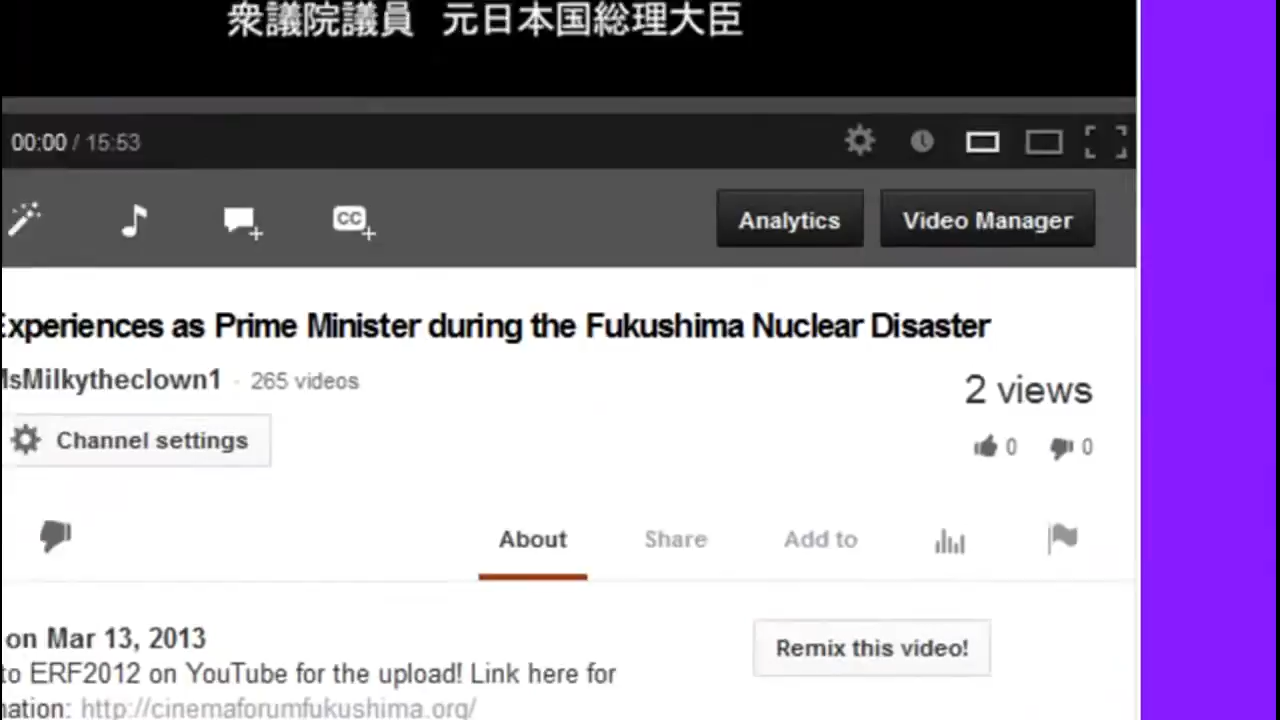 衆議院議員 元日本国総理大臣
00:00 / 15:53
CC
Analytics
Video Manager
Experiences as Prime Minister during the Fukushima Nuclear Disaster
MsMilkytheclown1 · 265 videos
2 views
Channel settings
0 0
About Share Add to
on Mar 13, 2013
Remix this video!
to ERF2012 on YouTube for the upload! Link here for
mation: http://cinemaforumfukushima.org/